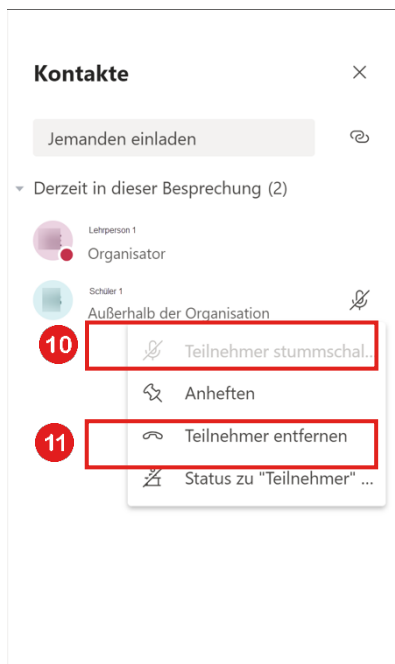 Kontakte
Jemanden einladen
Derzeit in dieser Besprechung (2)
Lehrperson 1
Organisator
Schüler 1
Außerhalb der Organisation
10
Teilnehmer stummschal...
Anheften
11
Teilnehmer entfernen
Status zu "Teilnehmer" ...